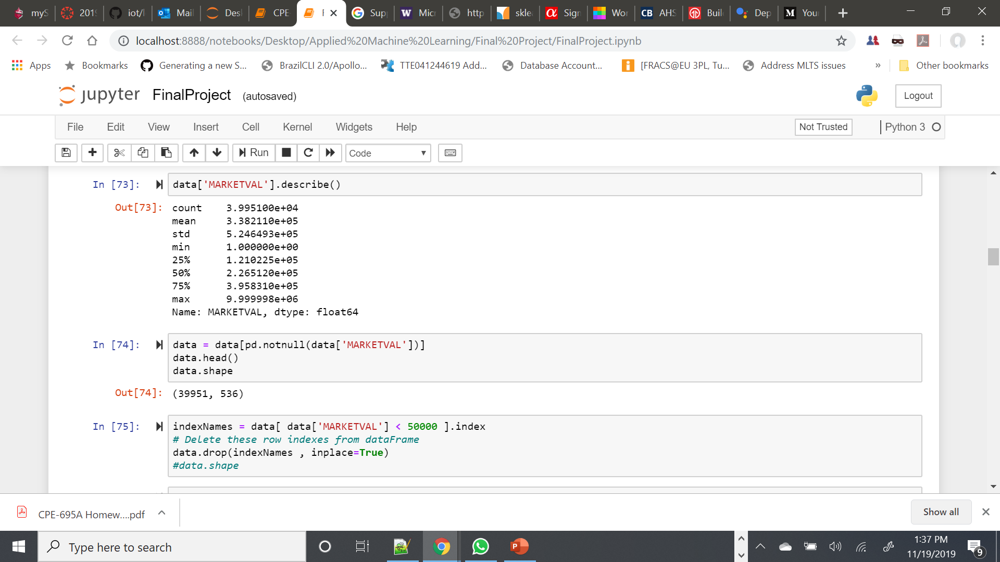 myS
2019
iot/l
Mail
Desl
CPE-
F
Sup
Micr
http
skle
Sign
Wor
CB AHS
Buil
Dep
M You
localhost:8888/notebooks/Desktop/Applied%20Machine%20Learning/Final%20Project/FinalProject.ipynb
Apps Bookmarks Generating a new S... BrazilCLI 2.0/Apollo... TTE041244619 Add... Database Account... [FRACS@EU 3PL, Tu... Address MLTS issues » Other bookmarks
jupyter FinalProject (autosaved) Logout
File Edit View Insert Cell Kernel Widgets Help Not Trusted Python 3
Run Code
In [73]: data['MARKETVAL'].describe()
Out[73]: count 3.995100e+04
mean 3.382110e+05
std 5.246493e+05
min 1.000000e+00
25% 1.210225e+05
50% 2.265120e+05
75% 3.958310e+05
max 9.999998e+06
Name: MARKETVAL, dtype: float64
In [74]: data = data[pd.notnull(data['MARKETVAL'])]
data.head()
data.shape
Out[74]: (39951, 536)
In [75]: indexNames = data[ data['MARKETVAL'] < 50000 ].index
# Delete these row indexes from dataFrame
data.drop(indexNames , inplace=True)
#data.shape
CPE-695A Homew....pdf Show all
Type here to search
1:37 PM
11/19/2019
9